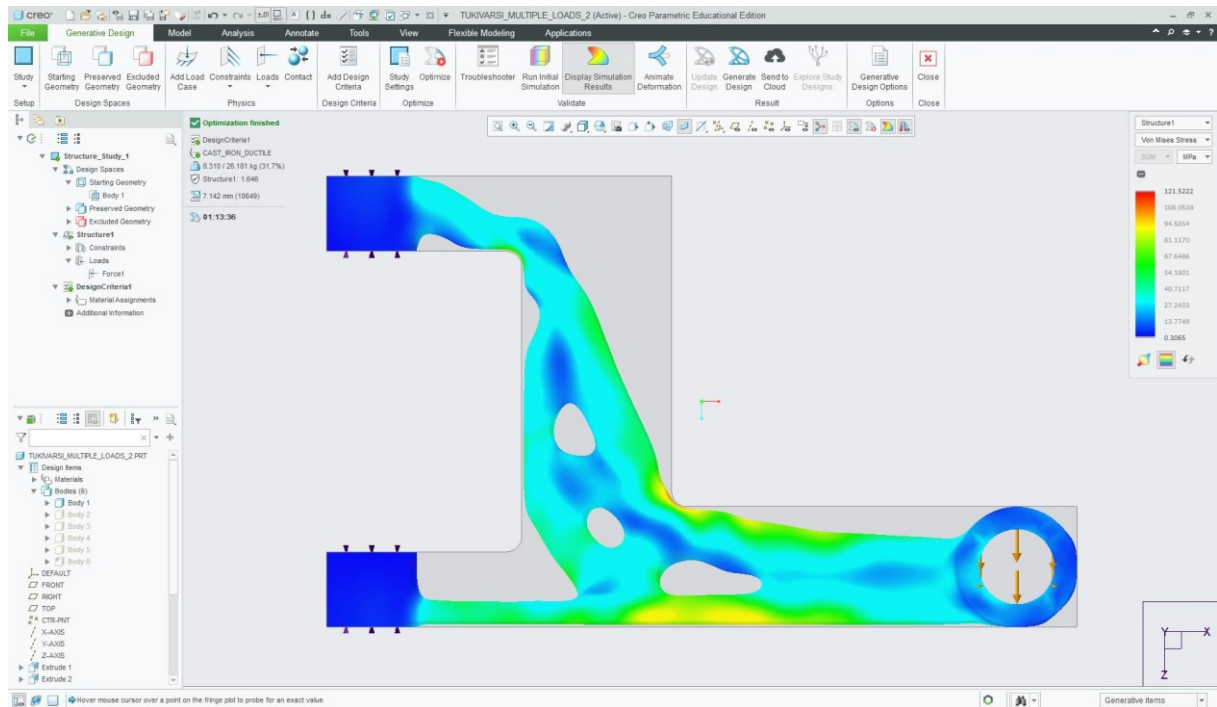 creo
TUKIVARSI_MULTIPLE_LOADS_2 (Active) - Creo Parametric Educational Edition
File Generative Design Model Analysis Annotate Tools View Flexible Modeling Applications
Study Starting Geometry Preserved Geometry Excluded Geometry Add Load Case Constraints Loads Contact Add Design Criteria Study Settings Optimize Troubleshooter Run Initial Simulation Display Simulation Results Animate Deformation Update Design Generate Design Send to Cloud Explore Study Designs Generative Design Options Close
Setup Design Spaces Physics Design Criteria Optimize Validate Result Options Close
Structure_Study_1
Design Spaces
Starting Geometry
Body 1
Preserved Geometry
Excluded Geometry
Structure1
Constraints
Loads
Force1
DesignCriteria1
Material Assignments
Additional Information
TUKIVARSI_MULTIPLE_LOADS_2.PRT
Design Items
Materials
Bodies (6)
Body 1
Body 2
Body 3
Body 4
Body 5
Body 6
DEFAULT
FRONT
RIGHT
TOP
CTR-PNT
X-AXIS
Y-AXIS
Z-AXIS
Extrude 1
Extrude 2
Optimization finished
DesignCriteria1
CAST_IRON_DUCTILE
8.310 / 26.181 kg (31.7%)
Structure1: 1.646
7.142 mm (10649)
01:13:36
Structure1
Von Mises Stress
SUM MPa
121.5222
108.0538
94.5854
81.1170
67.6486
54.1801
40.7117
27.2433
13.7749
0.3065
Y X
Z
Hover mouse cursor over a point on the fringe plot to probe for an exact value.
Generative items